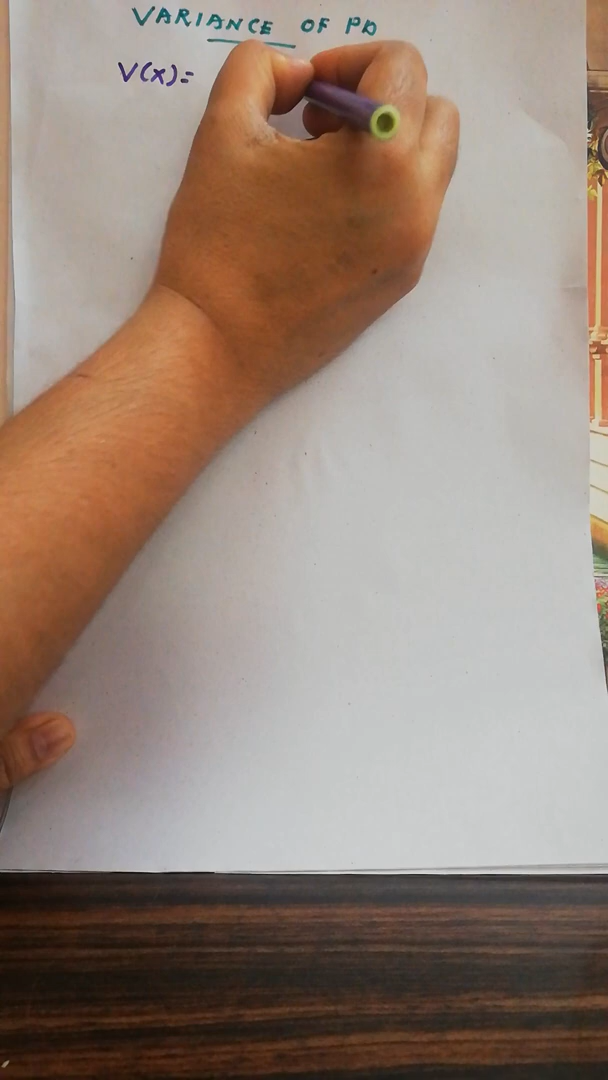 VARIANCE OF PD
V(x)=